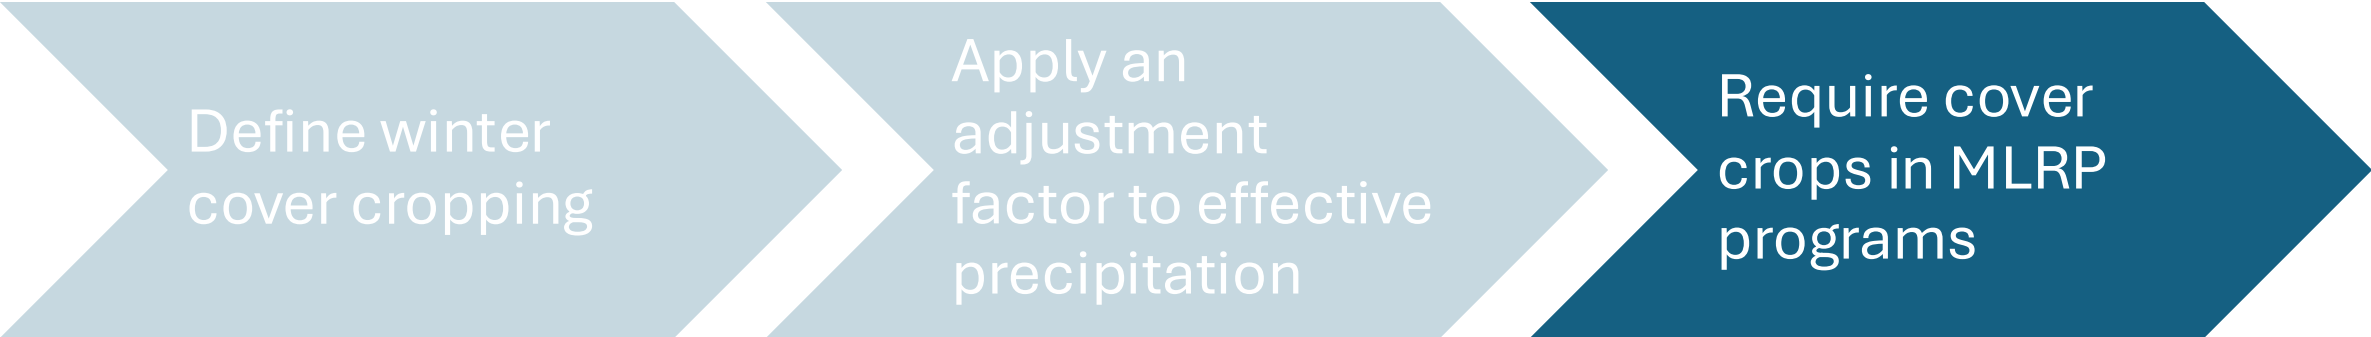 Define winter
cover cropping
Apply an
adjustment
factor to effective
precipitation
Require cover
crops in MLRP
programs